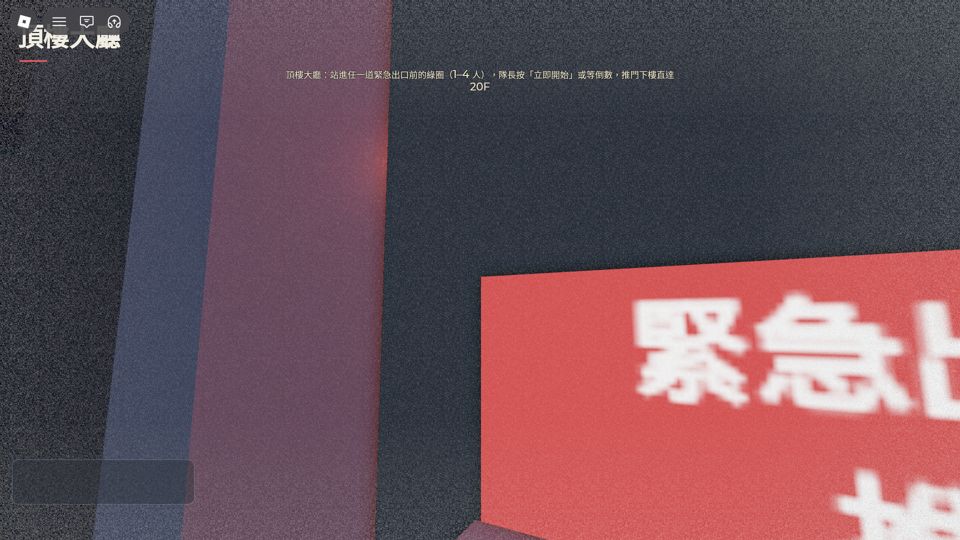 頂樓大廳
頂樓大廳：站進任一道緊急出口前的綠圈（1–4 人），隊長按「立即開始」或等倒數，推門下樓直達
20F
緊急出